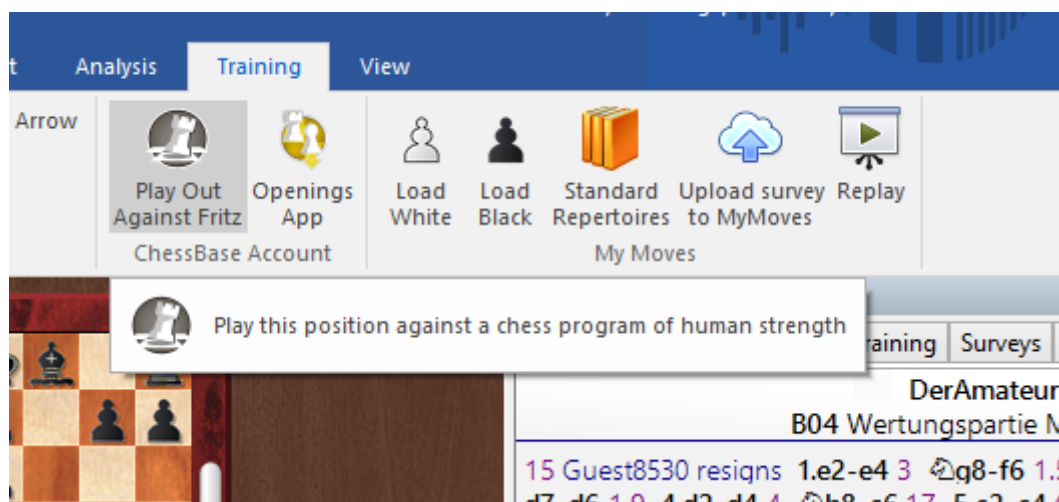 Analysis Training View
Arrow
Play Out Against Fritz
Openings App
Load White
Load Black
Standard Repertoires
Upload survey to MyMoves
Replay
ChessBase Account
My Moves
Play this position against a chess program of human strength
Surveys
DerAmateur
B04 Wertungspartie
15 Guest8530 resigns 1.e2-e4 3 ♘g8-f6